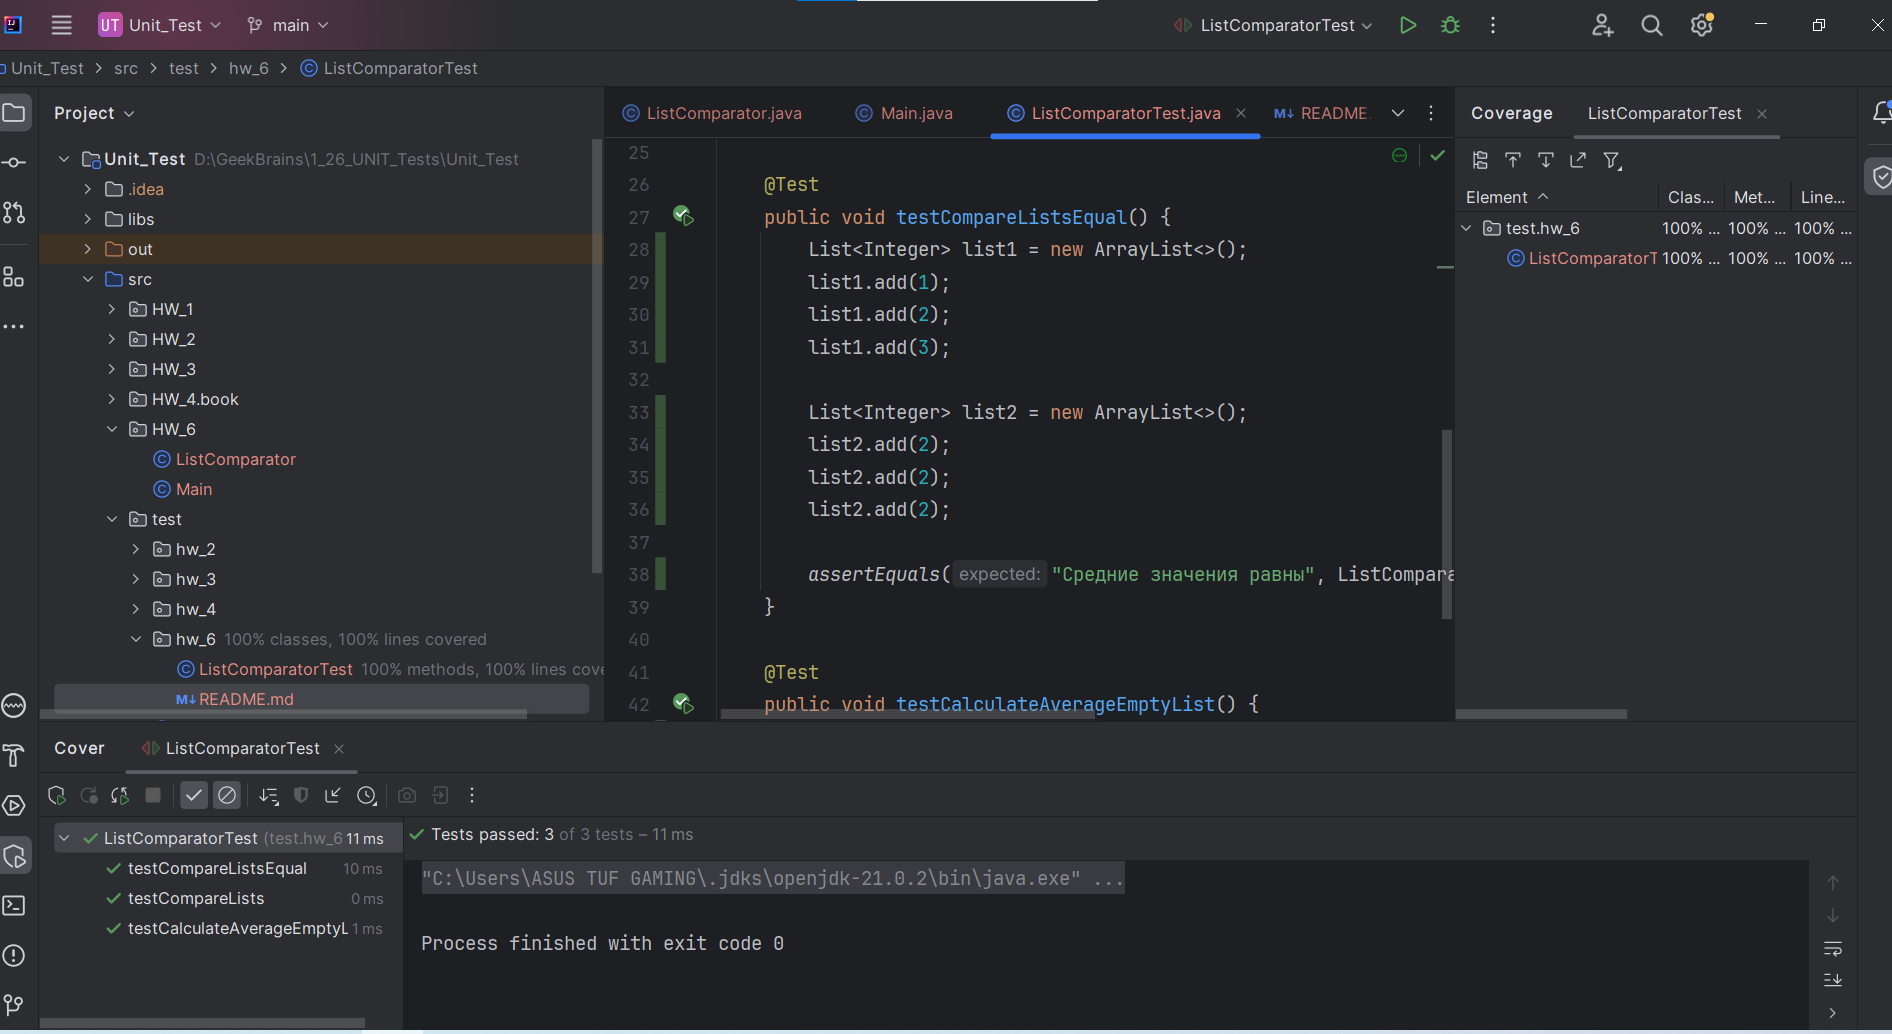 UT Unit_Test main ListComparatorTest
Unit_Test > src > test > hw_6 > ListComparatorTest
Project
Unit_Test D:\GeekBrains\1_26_UNIT_Tests\Unit_Test
.idea
libs
out
src
HW_1
HW_2
HW_3
HW_4.book
HW_6
ListComparator
Main
test
hw_2
hw_3
hw_4
hw_6 100% classes, 100% lines covered
ListComparatorTest 100% methods, 100% lines cove
M↓ README.md
ListComparator.java Main.java ListComparatorTest.java M↓ README.
25
26 @Test
27 public void testCompareListsEqual() {
28 List<Integer> list1 = new ArrayList<>();
29 list1.add(1);
30 list1.add(2);
31 list1.add(3);
32
33 List<Integer> list2 = new ArrayList<>();
34 list2.add(2);
35 list2.add(2);
36 list2.add(2);
37
38 assertEquals( expected: "Средние значения равны", ListCompara
39 }
40
41 @Test
42 public void testCalculateAverageEmptyList() {
Coverage ListComparatorTest
Element Clas... Met... Line...
test.hw_6 100% ... 100% ... 100% ...
ListComparatorT 100% ... 100% ... 100% ...
Cover ListComparatorTest
ListComparatorTest (test.hw_6 11 ms
testCompareListsEqual 10 ms
testCompareLists 0 ms
testCalculateAverageEmptyL 1 ms
Tests passed: 3 of 3 tests – 11 ms
"C:\Users\ASUS TUF GAMING\.jdks\openjdk-21.0.2\bin\java.exe" ...
Process finished with exit code 0